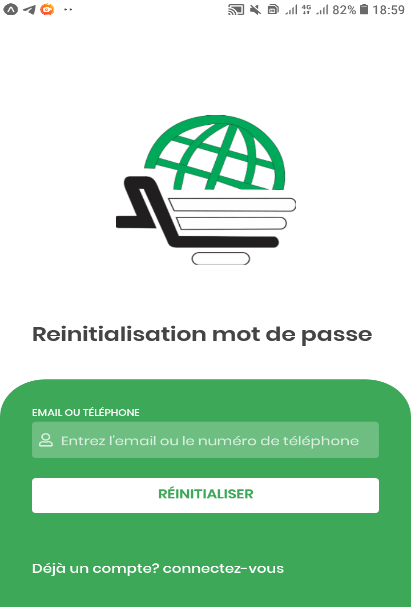 4G 82% 18:59
Reinitialisation mot de passe
EMAIL OU TÉLÉPHONE
Entrez l'email ou le numéro de téléphone
RÉINITIALISER
Déjà un compte? connectez-vous